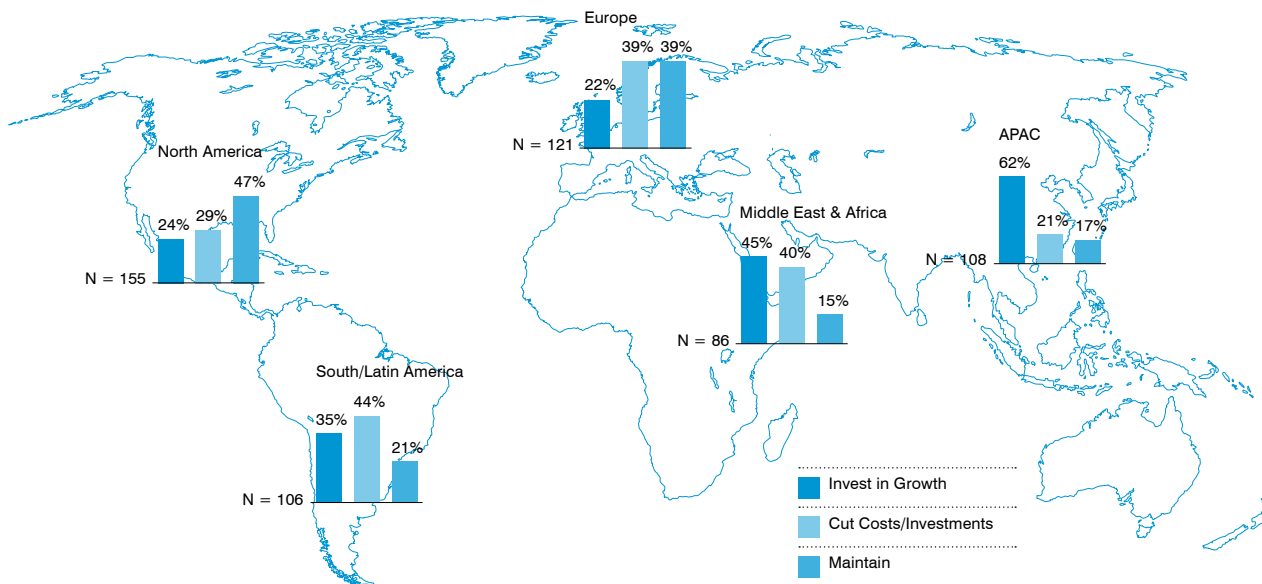 Europe
39% 39%
22%
N = 121
North America
47%
29%
24%
N = 155
APAC
62%
21%
17%
N = 108
Middle East & Africa
45%
40%
15%
N = 86
South/Latin America
44%
35%
21%
N = 106
Invest in Growth
Cut Costs/Investments
Maintain